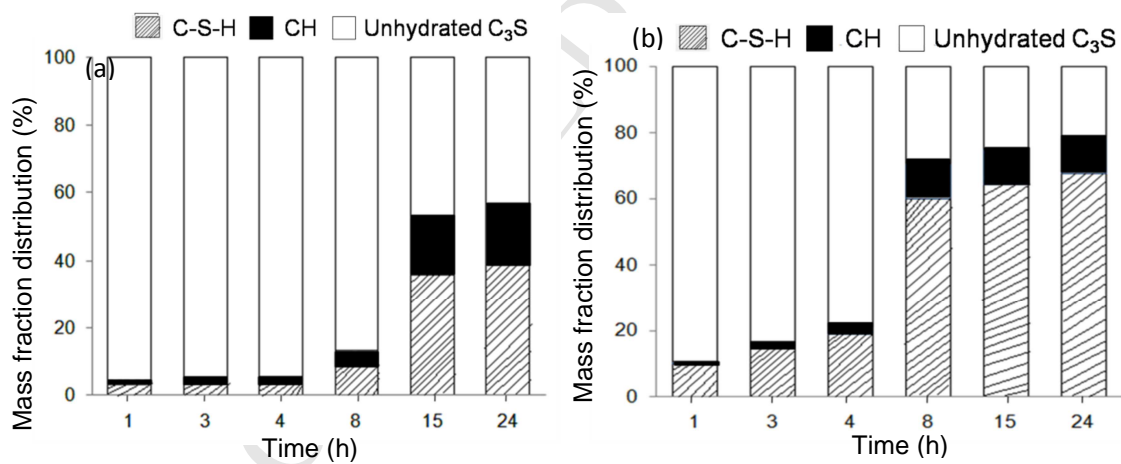 C-S-H CH Unhydrated C₃S
(a)
Mass fraction distribution (%)
100
80
60
40
20
0
1 3 4 8 15 24
Time (h)
(b) C-S-H CH Unhydrated C₃S
Mass fraction distribution (%)
100
80
60
40
20
0
1 3 4 8 15 24
Time (h)